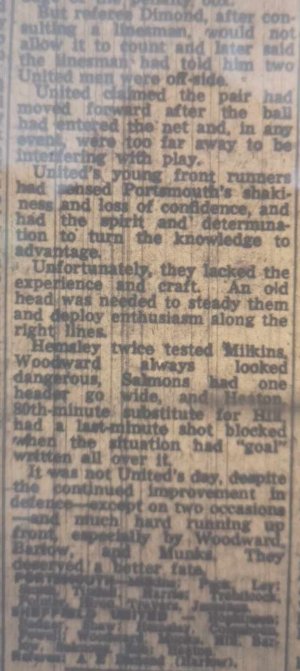 But referee Dimond, after con-
sulting a linesman, would not
allow it to count and later said
the linesman had told him two
United men were off-side.
United claimed the pair had
moved forward after the ball
had entered the net and, in any
event, were too far away to be
interfering with play.
United's young front runners
had sensed Portsmouth's shaki-
ness and loss of confidence, and
had the spirit and determina-
tion to turn the knowledge to
advantage.
Unfortunately, they lacked the
experience and craft. An old
head was needed to steady them
and deploy enthusiasm along the
right lines.
Hemsley twice tested Milkins,
Woodward always looked
dangerous, Salmons had one
header go wide, and Heaton,
80th-minute substitute for Hill,
had a last-minute shot blocked
when the situation had "goal"
written all over it.
It was not United's day, despite
the continued improvement in
defence—except on two occasions
—and much hard running up
front, especially by Woodward,
Barlow, and Munks. They
deserved a better fate.